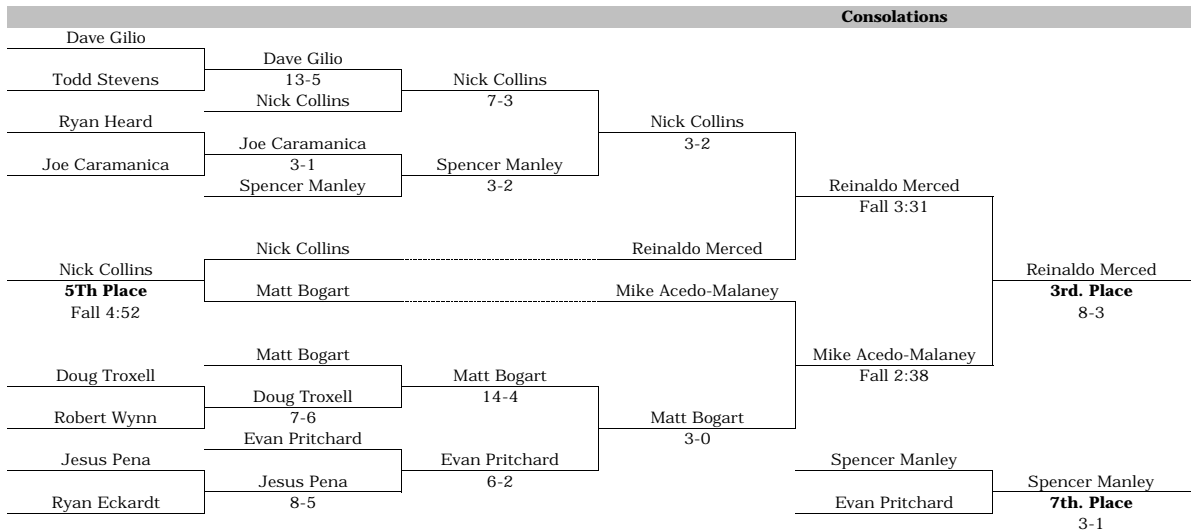 Consolations
Dave Gilio
Todd Stevens
Ryan Heard
Joe Caramanica
Nick Collins
5Th Place
Fall 4:52
Doug Troxell
Robert Wynn
Jesus Pena
Ryan Eckardt
Dave Gilio
13-5
Nick Collins
Joe Caramanica
3-1
Spencer Manley
Nick Collins
Matt Bogart
Matt Bogart
Doug Troxell
7-6
Evan Pritchard
Jesus Pena
8-5
Nick Collins
7-3
Spencer Manley
3-2
Matt Bogart
14-4
Evan Pritchard
6-2
Nick Collins
3-2
Reinaldo Merced
Mike Acedo-Malaney
Matt Bogart
3-0
Reinaldo Merced
Fall 3:31
Mike Acedo-Malaney
Fall 2:38
Spencer Manley
Evan Pritchard
Reinaldo Merced
3rd. Place
8-3
Spencer Manley
7th. Place
3-1